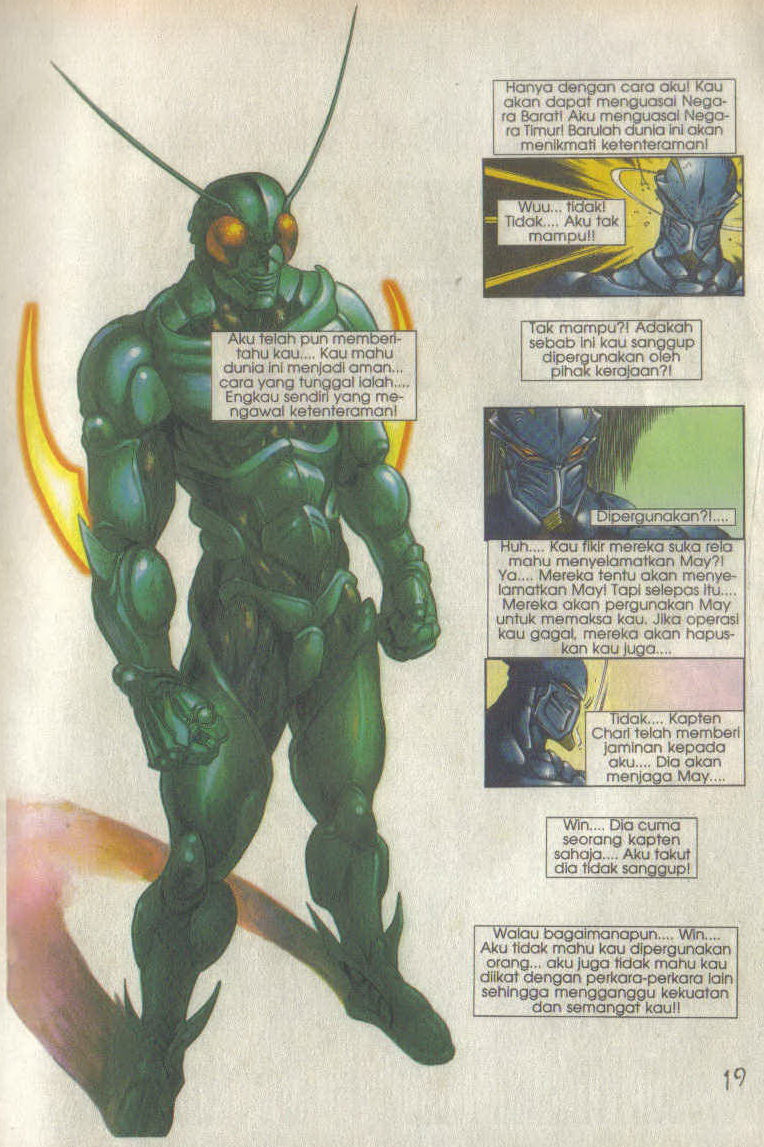 Aku telah pun memberi-
tahu kau.... Kau mahu
dunia ini menjadi aman...
cara yang tunggal ialah....
Engkau sendiri yang me-
ngawal ketenteraman!
Hanya dengan cara aku! Kau
akan dapat menguasai Nega-
ra Barat! Aku menguasai Nega-
ra Timur! Barulah dunia ini akan
menikmati ketenteraman!
Wuu... tidak!
Tidak.... Aku tak
mampu!!
Tak mampu?! Adakah
sebab ini kau sanggup
dipergunakan oleh
pihak kerajaan?!
Dipergunakan?!....
Huh.... Kau fikir mereka suka rela
mahu menyelamatkan May?!
Ya.... Mereka tentu akan menye-
lamatkan May! Tapi selepas itu....
Mereka akan pergunakan May
untuk memaksa kau. Jika operasi
kau gagal, mereka akan hapus-
kan kau juga....
Tidak.... Kapten
Chari telah memberi
jaminan kepada
aku.... Dia akan
menjaga May....
Win.... Dia cuma
seorang kapten
sahaja.... Aku takut
dia tidak sanggup!
Walau bagaimanapun.... Win....
Aku tidak mahu kau dipergunakan
orang... aku juga tidak mahu kau
diikat dengan perkara-perkara lain
sehingga mengganggu kekuatan
dan semangat kau!!
19